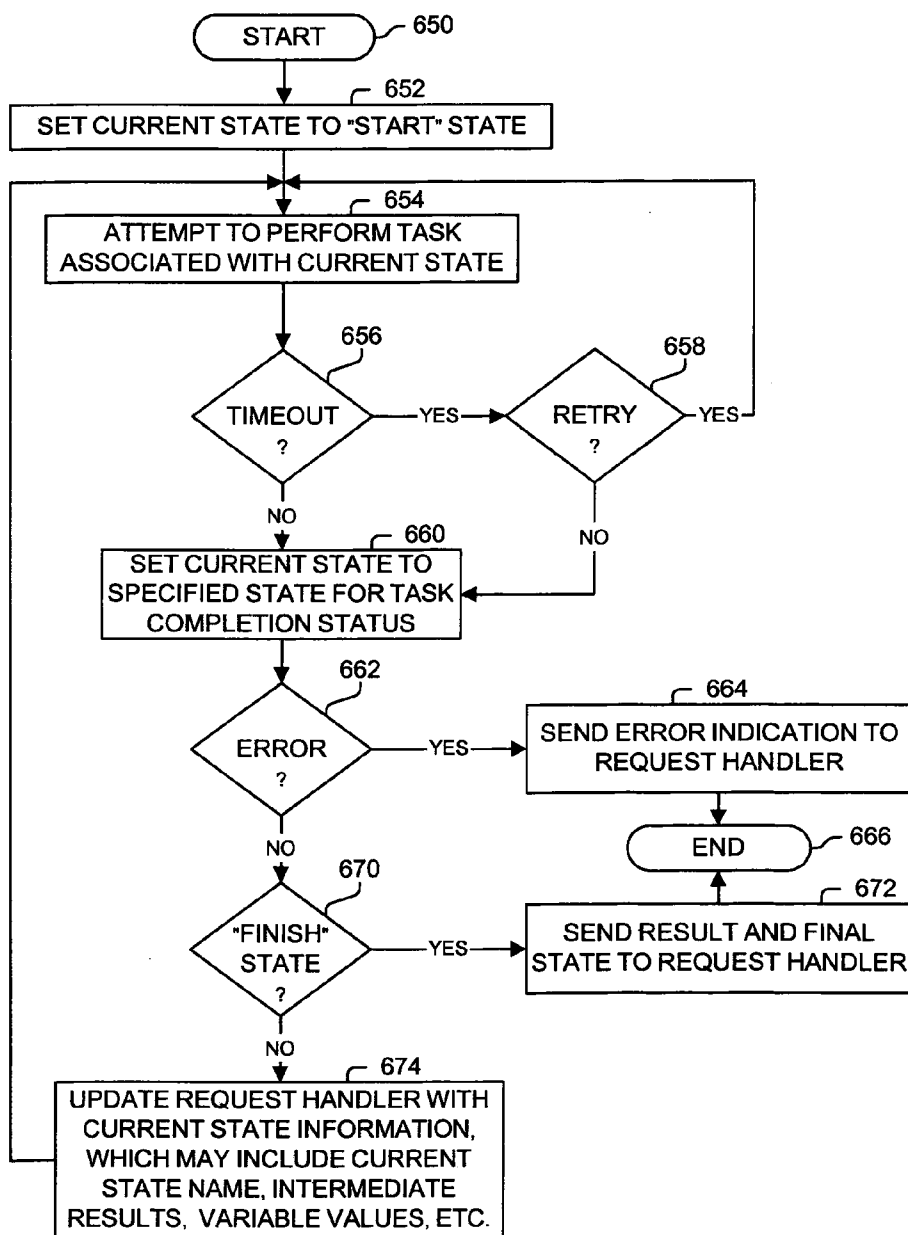 START
650
652
SET CURRENT STATE TO "START" STATE
654
ATTEMPT TO PERFORM TASK
ASSOCIATED WITH CURRENT STATE
656
TIMEOUT
?
YES
658
RETRY
?
YES
NO
NO
660
SET CURRENT STATE TO
SPECIFIED STATE FOR TASK
COMPLETION STATUS
662
ERROR
?
YES
664
SEND ERROR INDICATION TO
REQUEST HANDLER
END
666
NO
670
"FINISH"
STATE
?
YES
672
SEND RESULT AND FINAL
STATE TO REQUEST HANDLER
NO
674
UPDATE REQUEST HANDLER WITH
CURRENT STATE INFORMATION,
WHICH MAY INCLUDE CURRENT
STATE NAME, INTERMEDIATE
RESULTS, VARIABLE VALUES, ETC.